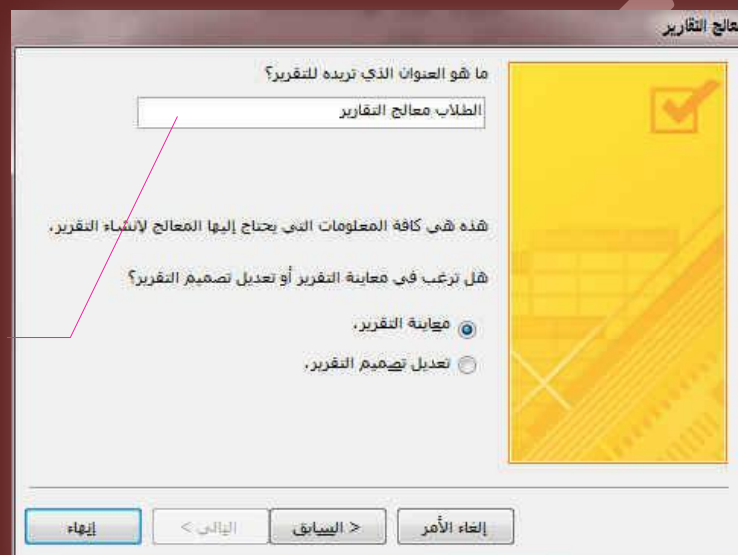 معالج التقارير
ما هو العنوان الذي تريده للتقرير؟
الطلاب معالج التقارير
هذه هي كافة المعلومات التي يحتاج إليها المعالج لإنشاء التقرير.
هل ترغب في معاينة التقرير أو تعديل تصميم التقرير؟
معاينة التقرير.
تعديل تصميم التقرير.
إلغاء الأمر
< السابق
التالي >
إنهاء